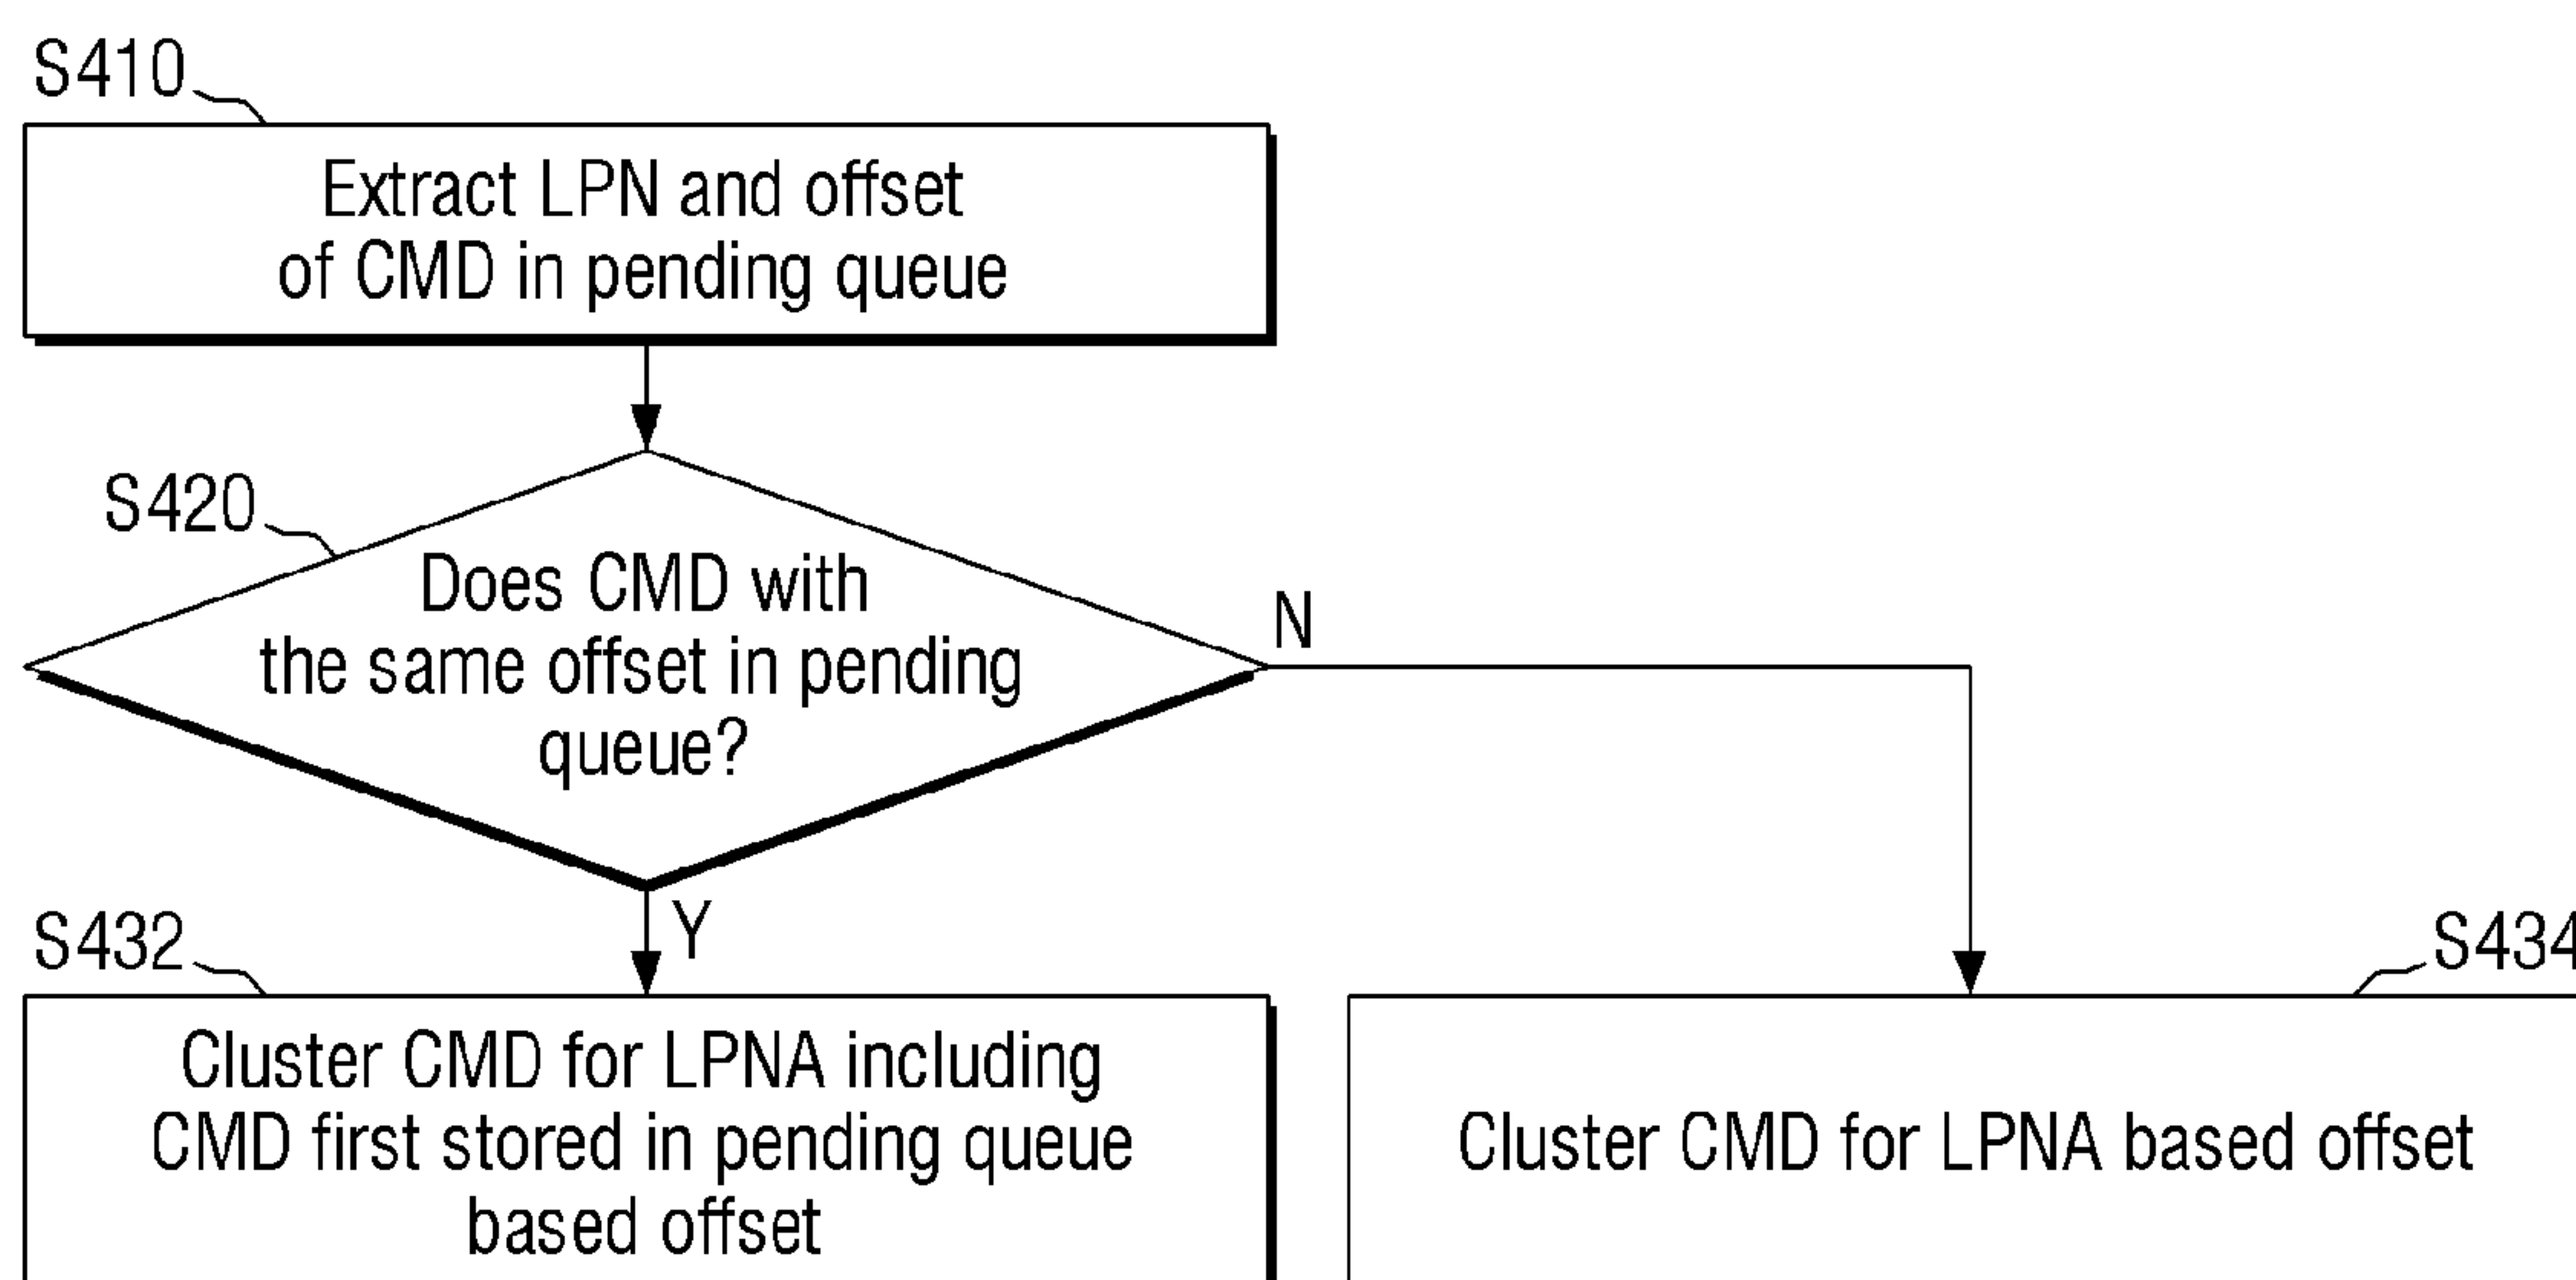 S410
Extract LPN and offset
of CMD in pending queue
S420
Does CMD with
the same offset in pending
queue?
N
Y
S432
S434
Cluster CMD for LPNA including
CMD first stored in pending queue
based offset
Cluster CMD for LPNA based offset